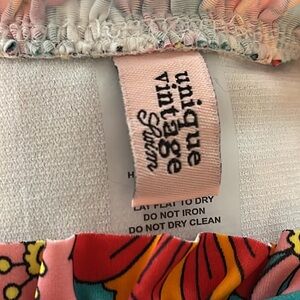 unique
vintage
Swim
H
LAY FLAT TO DRY
DO NOT IRON
DO NOT DRY CLEAN